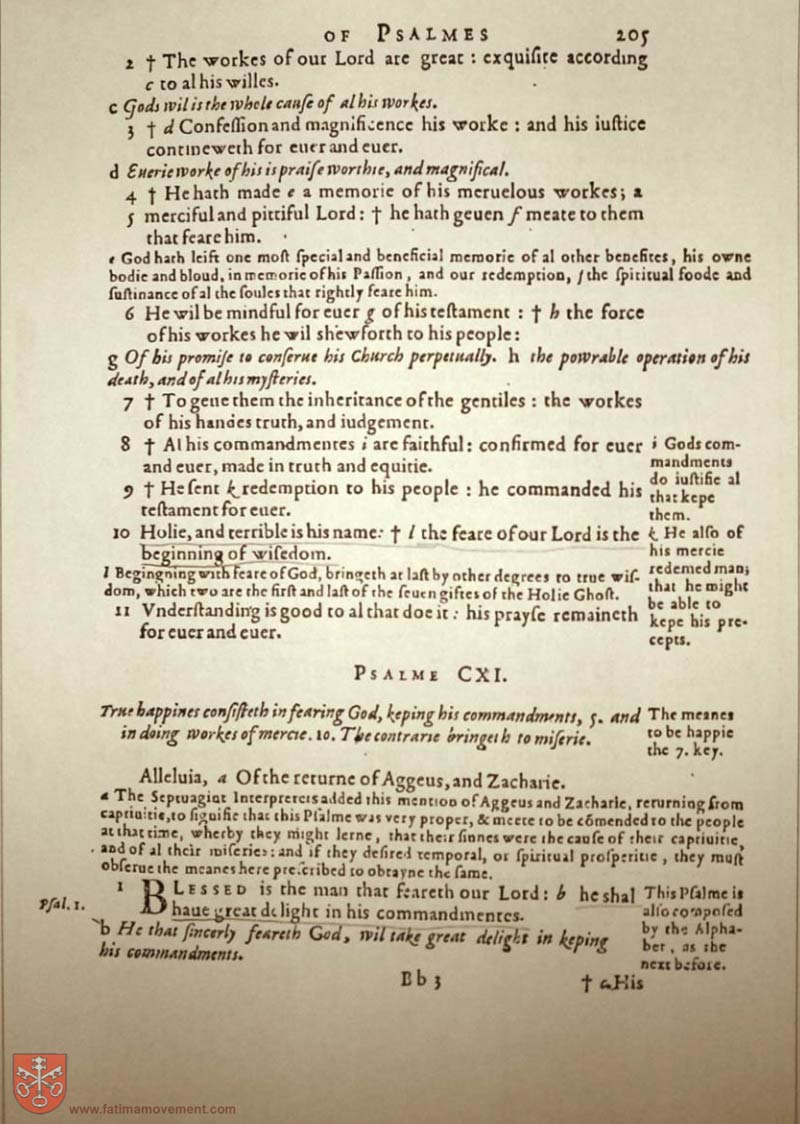 OF PSALMES 205
2 † The workes of our Lord are great : exquiſite according
c to al his willes.
c Gods wil is the whole cauſe of al his workes.
3 † d Confeſſion and magnificence his worke : and his iuſtice
contineweth for euer and euer.
d Euerie worke of his is praiſe worthie, and magnifical.
4 † He hath made e a memorie of his meruelous workes; a
5 merciful and pittiful Lord : † he hath geuen f meate to them
that feare him.
e God hath leift one moſt ſpecial and beneficial memorie of al other benefites, his owne
bodie and bloud, in memorie of his Paſſion, and our redemption, f the ſpiritual foode and
ſuſtinance of al the ſoules that rightly feare him.
6 He wil be mindful for euer g of his teſtament : † h the force
of his workes he wil ſhewforth to his people:
g Of his promiſe to conſerue his Church perpetually. h the powrable operation of his
death, and of al his myſteries.
7 † To geue them the inheritance of the gentiles : the workes
of his handes truth, and iudgement.
8 † Al his commandmentes i are faithful: confirmed for euer
and euer, made in truth and equitie.
i Gods com-
mandments
do iuſtifie al
that kepe
them.
9 † He ſent k redemption to his people : he commanded his
teſtament for euer.
10 Holie, and terrible is his name: † l the feare of our Lord is the
beginning of wiſedom.
k He alſo of
his mercie
redemed man;
that he might
be able to
kepe his pre-
cepts.
l Begingning with feare of God, bringeth at laſt by other degrees to true wiſ-
dom, which two are the firſt and laſt of the ſeuen giftes of the Holie Ghoſt.
11 Vnderſtanding is good to al that doe it : his prayſe remaineth
for euer and euer.
PSALME CXI.
True happines conſiſteth in fearing God, keping his commandments, 5. and
in doing workes of mercie. 10. The contrarie bringeth to miſerie.
The meanes
to be happie
the 7. key.
Alleluia, a Of the returne of Aggeus, and Zacharie.
a The Septuagint Interpreters added this mention of Aggeus and Zacharie, returning from
captiuitie, to ſignifie that this Pſalme was very proper, & meete to be cõmended to the people
at that time, wherby they might lerne, that their ſinnes were the cauſe of their captiuitie,
and of al their miſeries: and if they deſired temporal, or ſpiritual proſperitie, they muſt
obſerue the meanes here preſcribed to obtayne the ſame.
Pſal. 1.
1 BLESSED is the man that feareth our Lord: b he shal
haue great delight in his commandmentes.
This Pſalme is
alſo compoſed
by the Alpha-
bet, as the
next before.
b He that ſincerly feareth God, wil take great delight in keping
his commandments.
Bb 3 † c His
www.fatimamovement.com